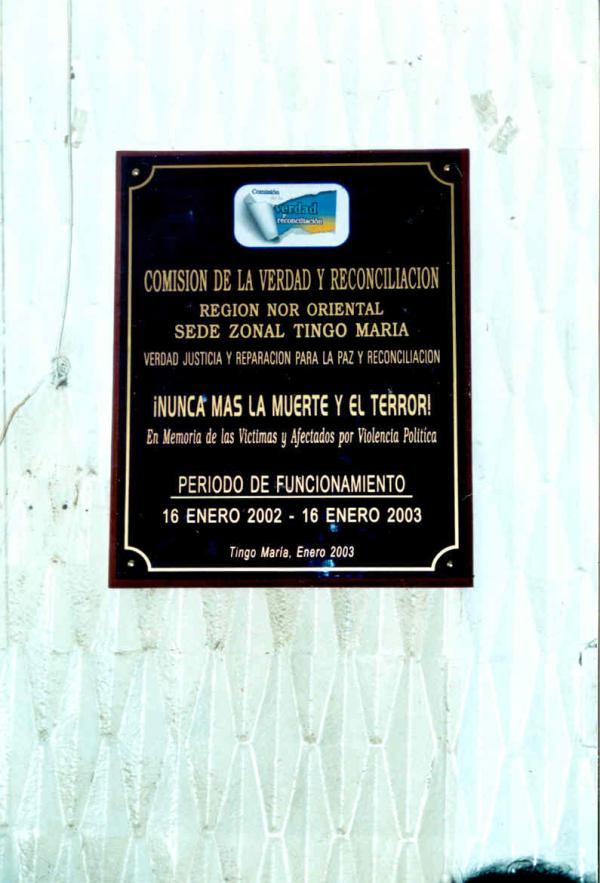 Comisión
verdad
y
reconciliación
COMISION DE LA VERDAD Y RECONCILIACION
REGION NOR ORIENTAL
SEDE ZONAL TINGO MARIA
VERDAD JUSTICIA Y REPARACION PARA LA PAZ Y RECONCILIACION
¡NUNCA MAS LA MUERTE Y EL TERROR!
En Memoria de las Victimas y Afectados por Violencia Politica
PERIODO DE FUNCIONAMIENTO
16 ENERO 2002 - 16 ENERO 2003
Tingo María, Enero 2003